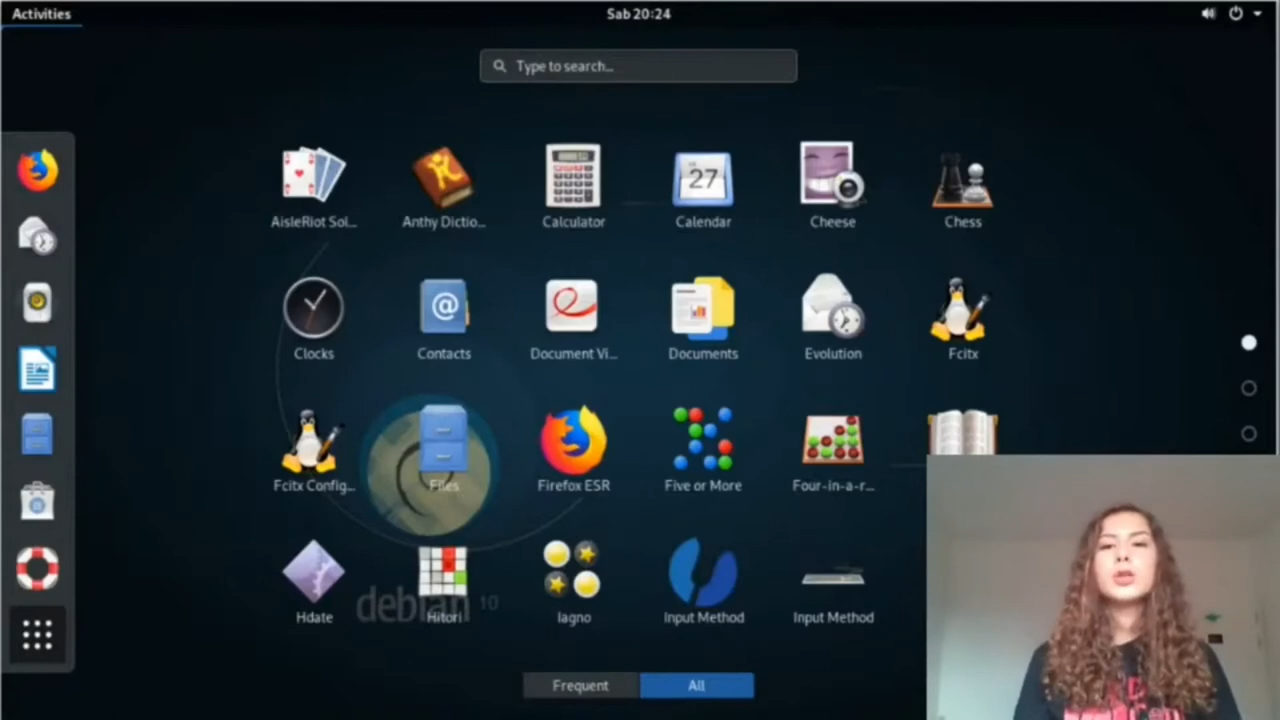 Activities
Sab 20:24
Type to search...
AisleRiot Sol...
Anthy Dictio...
Calculator
27
Calendar
Cheese
Chess
Clocks
@
Contacts
Document Vi...
Documents
Evolution
Fcitx
Fcitx Config...
Files
Firefox ESR
Five or More
Four-in-a-r...
Hdate
Hitori
Iagno
Input Method
Input Method
debian 10
Frequent
All